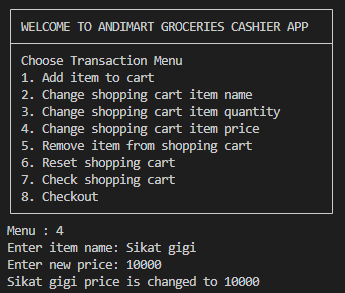 WELCOME TO ANDIMART GROCERIES CASHIER APP
Choose Transaction Menu
1. Add item to cart
2. Change shopping cart item name
3. Change shopping cart item quantity
4. Change shopping cart item price
5. Remove item from shopping cart
6. Reset shopping cart
7. Check shopping cart
8. Checkout
Menu : 4
Enter item name: Sikat gigi
Enter new price: 10000
Sikat gigi price is changed to 10000